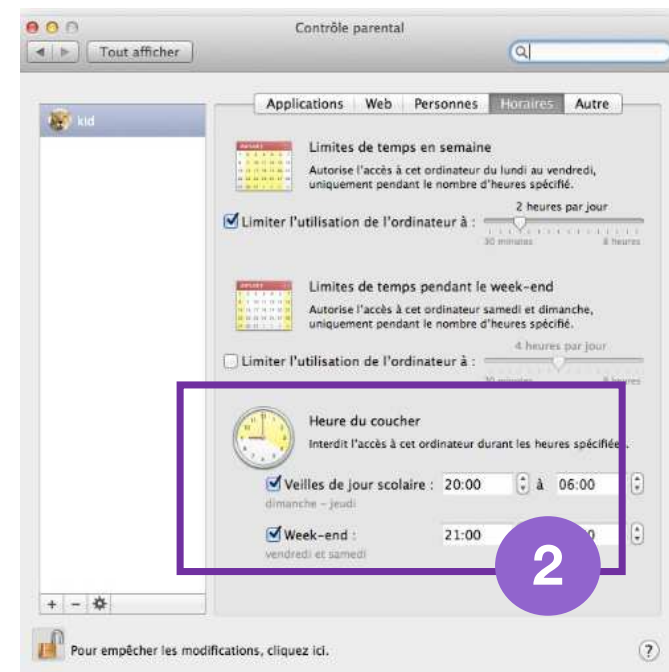 Contrôle parental
Tout afficher
kid
Applications Web Personnes Horaires Autre
Limites de temps en semaine
Autorise l'accès à cet ordinateur du lundi au vendredi,
uniquement pendant le nombre d'heures spécifié.
2 heures par jour
Limiter l'utilisation de l'ordinateur à :
30 minutes 8 heures
Limites de temps pendant le week-end
Autorise l'accès à cet ordinateur samedi et dimanche,
uniquement pendant le nombre d'heures spécifié.
4 heures par jour
Limiter l'utilisation de l'ordinateur à :
30 minutes 8 heures
Heure du coucher
Interdit l'accès à cet ordinateur durant les heures
Veilles de jour scolaire : 20:00 à 06:00
dimanche – jeudi
Week-end : 21:00
vendredi et samedi
2
Pour empêcher les modifications, cliquez ici.
?